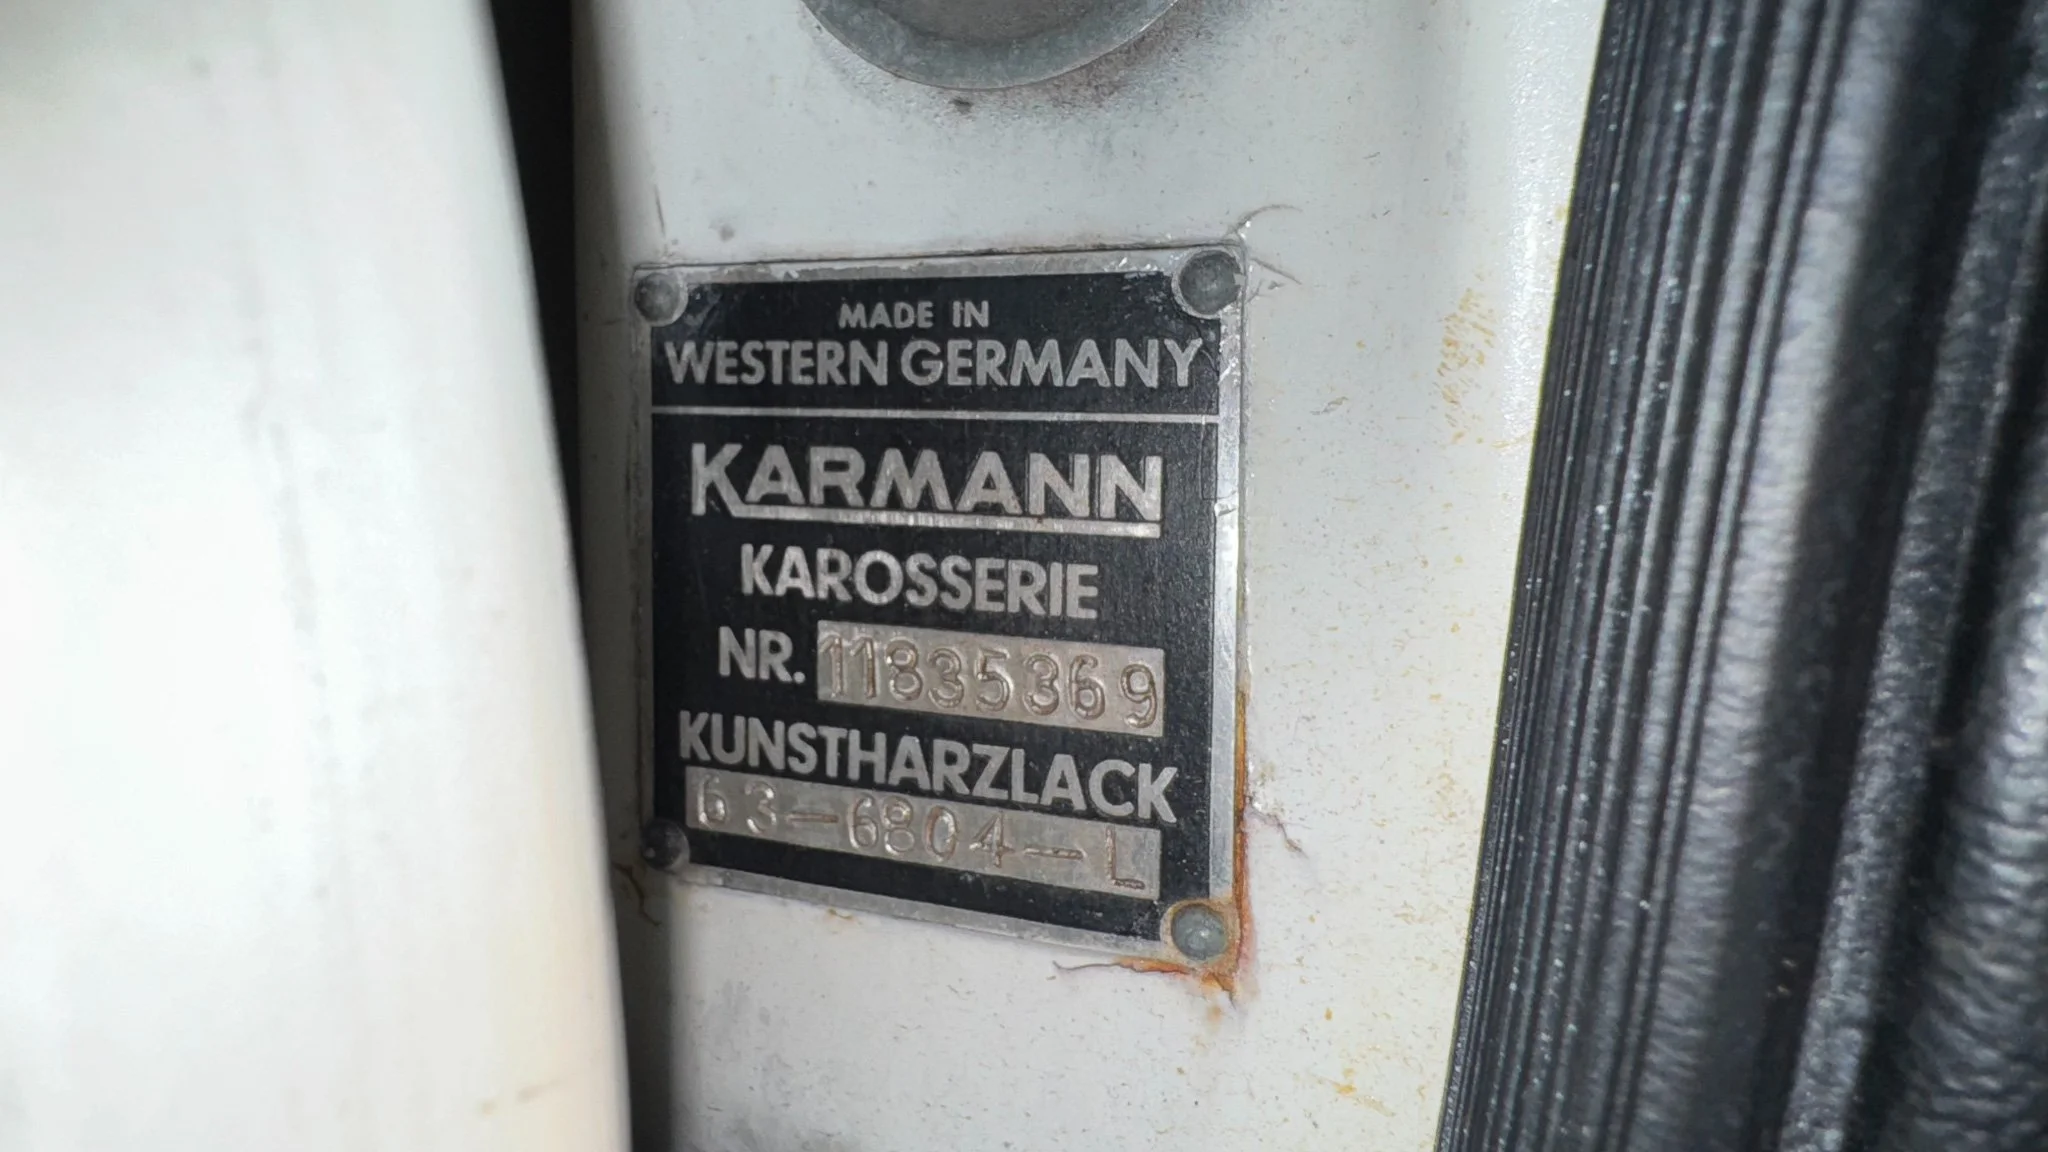 MADE IN
WESTERN GERMANY
KARMANN
KAROSSERIE
NR. 11835369
KUNSTHARZLACK
63-6804-L